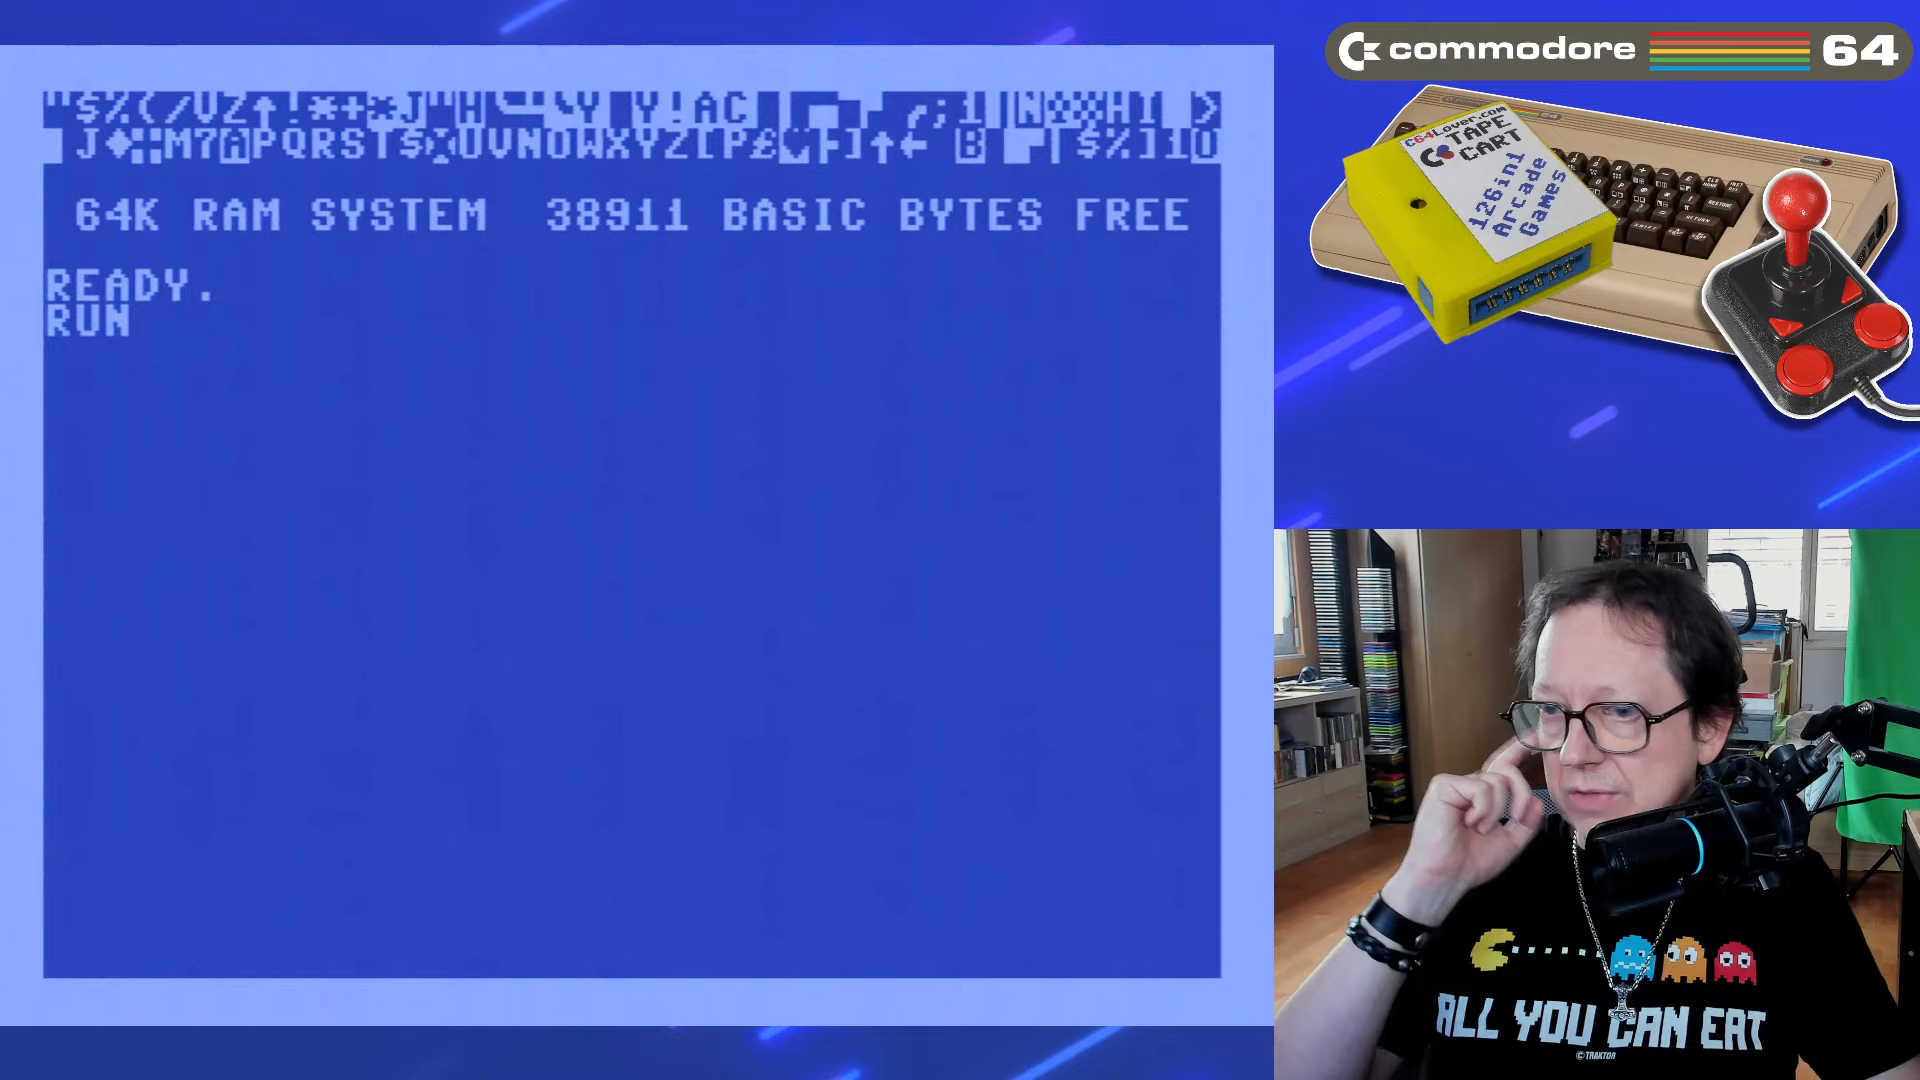 64K RAM SYSTEM  38911 BASIC BYTES FREE
READY.
RUN
commodore 64
C64Lover.com
TAPE
CART
126in1
Arcade
Games
ALL YOU CAN EAT
© TRAKTOR